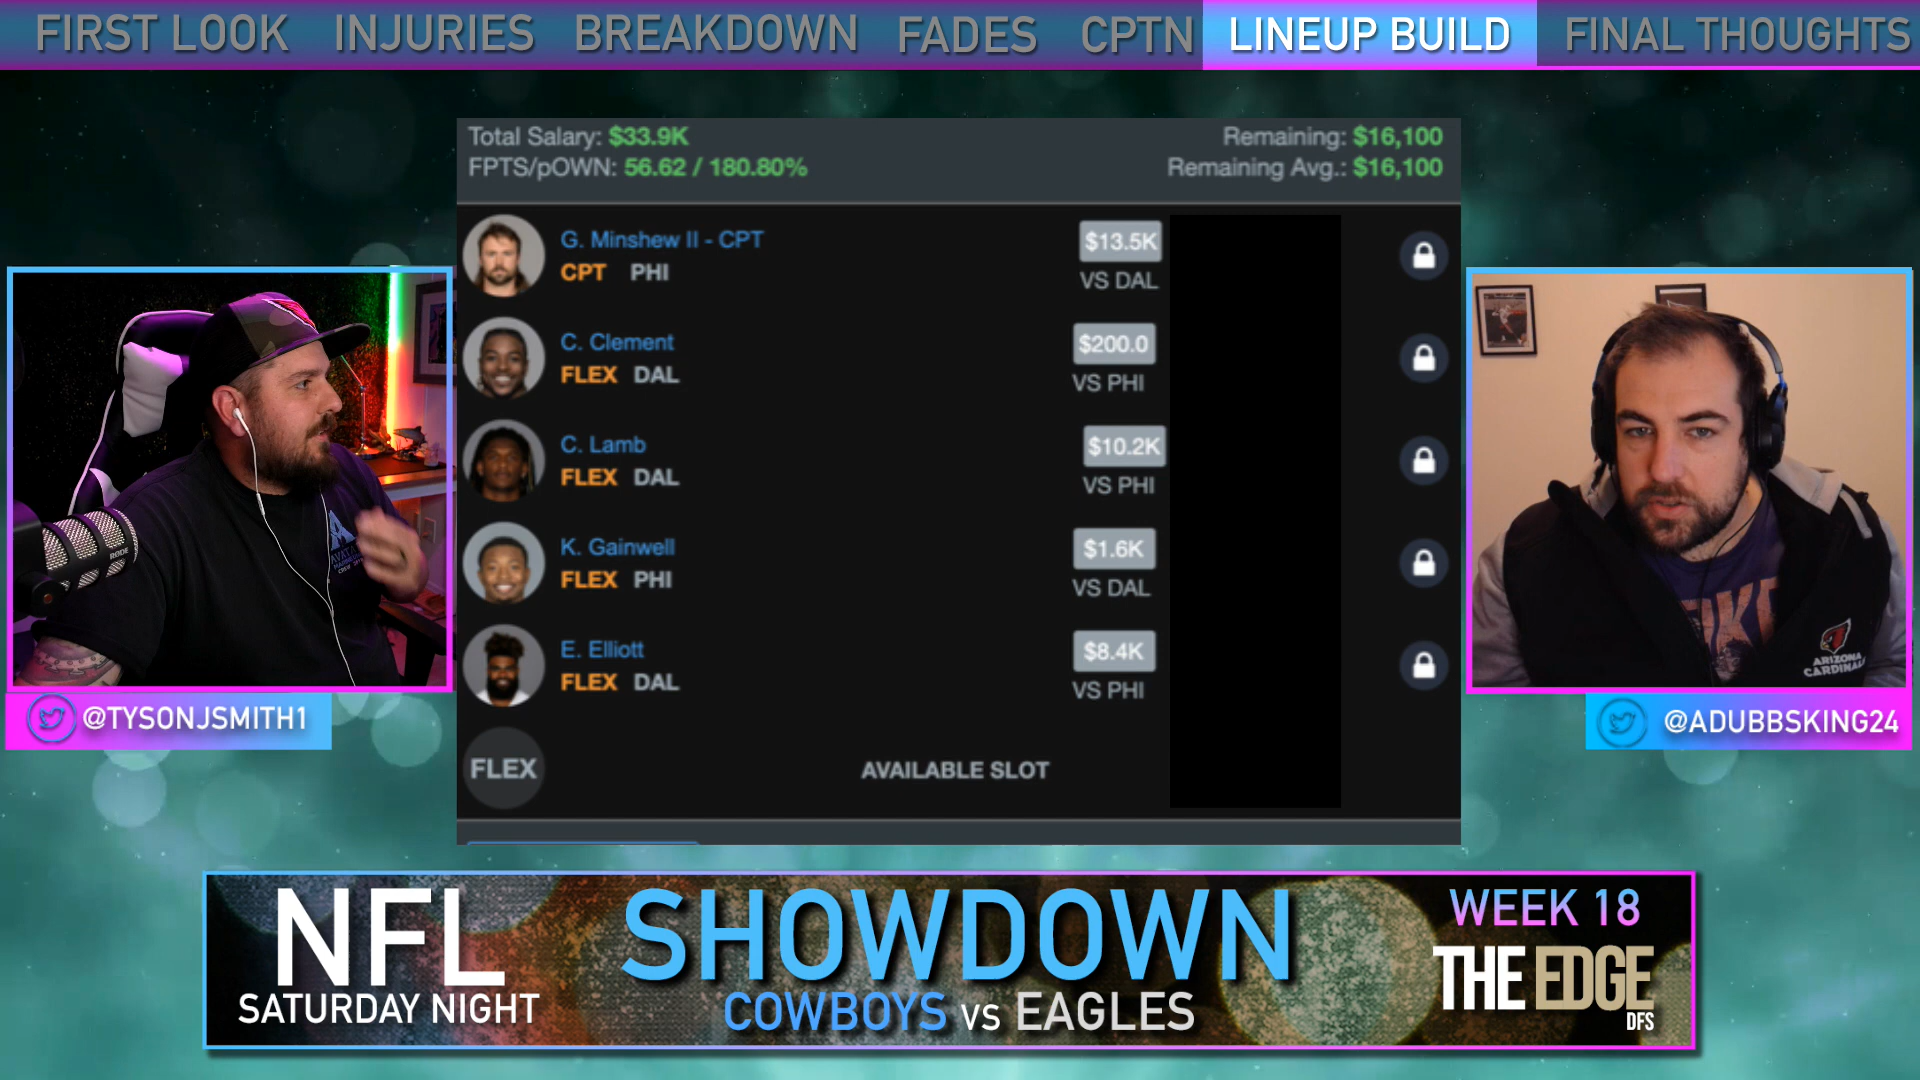 FIRST LOOK INJURIES BREAKDOWN FADES CPTN LINEUP BUILD FINAL THOUGHTS
Total Salary: $33.9K Remaining: $16,100
FPTS/pOWN: 56.62 / 180.80% Remaining Avg.: $16,100
G. Minshew II - CPT $13.5K
CPT PHI VS DAL
C. Clement $200.0
FLEX DAL VS PHI
C. Lamb $10.2K
FLEX DAL VS PHI
K. Gainwell $1.6K
FLEX PHI VS DAL
E. Elliott $8.4K
FLEX DAL VS PHI
FLEX AVAILABLE SLOT
RODE
ARIZONA
CARDINALS
@TYSONJSMITH1
@ADUBBSKING24
NFL
SATURDAY NIGHT
SHOWDOWN
COWBOYS VS EAGLES
WEEK 18
THE EDGE
DFS